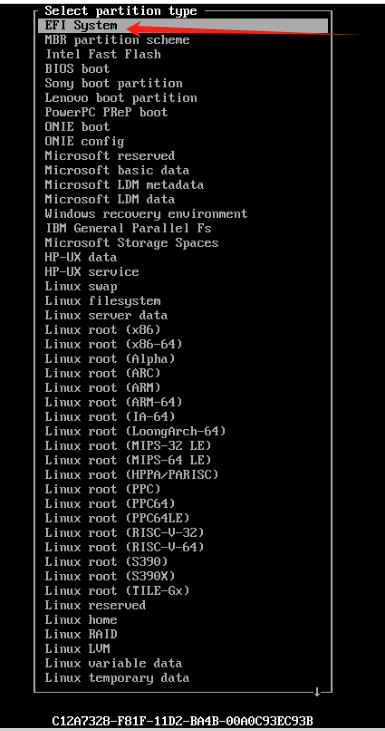 Select partition type
EFI System
MBR partition scheme
Intel Fast Flash
BIOS boot
Sony boot partition
Lenovo boot partition
PowerPC PReP boot
ONIE boot
ONIE config
Microsoft reserved
Microsoft basic data
Microsoft LDM metadata
Microsoft LDM data
Windows recovery environment
IBM General Parallel Fs
Microsoft Storage Spaces
HP-UX data
HP-UX service
Linux swap
Linux filesystem
Linux server data
Linux root (x86)
Linux root (x86-64)
Linux root (Alpha)
Linux root (ARC)
Linux root (ARM)
Linux root (ARM-64)
Linux root (IA-64)
Linux root (LoongArch-64)
Linux root (MIPS-32 LE)
Linux root (MIPS-64 LE)
Linux root (HPPA/PARISC)
Linux root (PPC)
Linux root (PPC64)
Linux root (PPC64LE)
Linux root (RISC-V-32)
Linux root (RISC-V-64)
Linux root (S390)
Linux root (S390X)
Linux root (TILE-Gx)
Linux reserved
Linux home
Linux RAID
Linux LVM
Linux variable data
Linux temporary data
C12A7328-F81F-11D2-BA4B-00A0C93EC93B